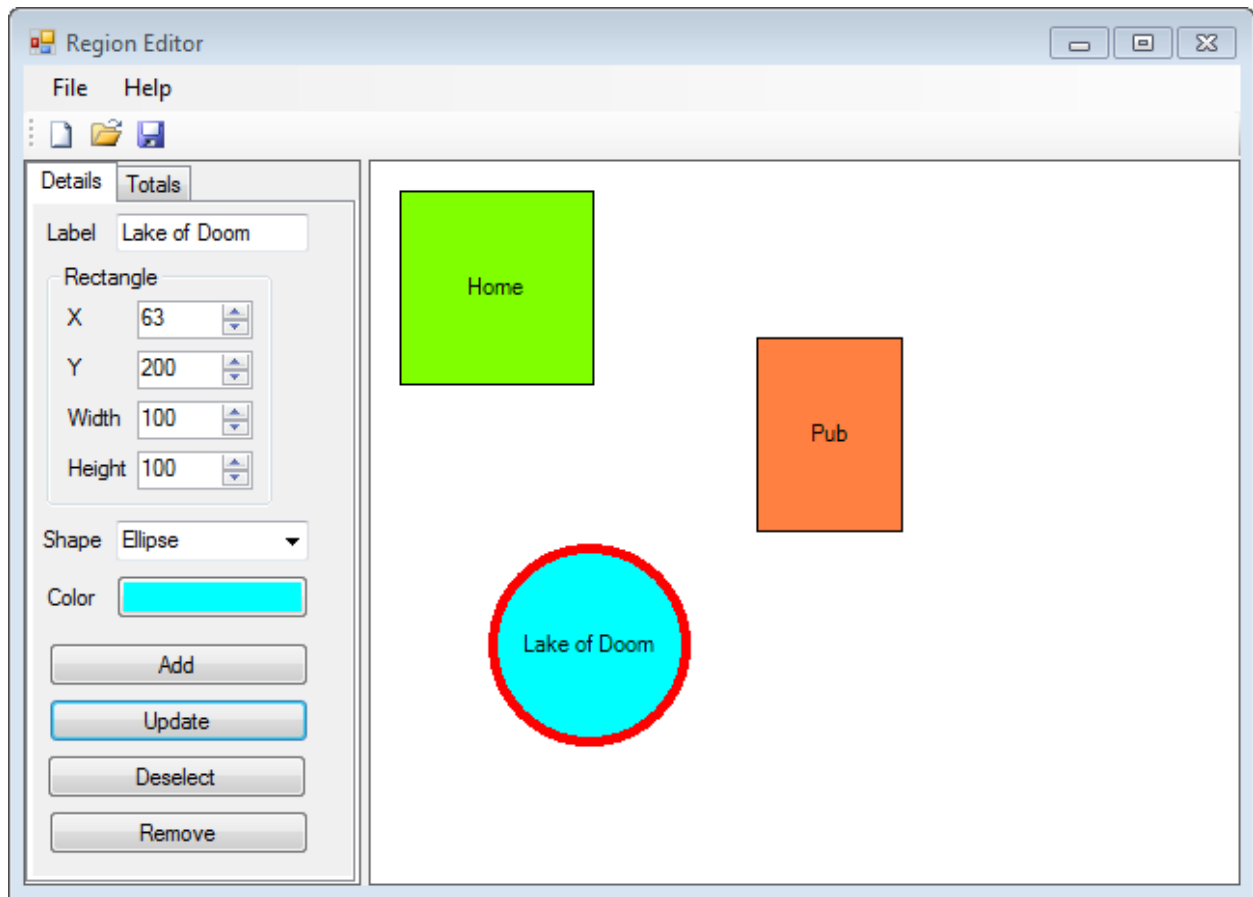 Region Editor
File Help
Details Totals
Label Lake of Doom
Rectangle
X 63
Y 200
Width 100
Height 100
Shape Ellipse
Color
Add
Update
Deselect
Remove
Home
Pub
Lake of Doom